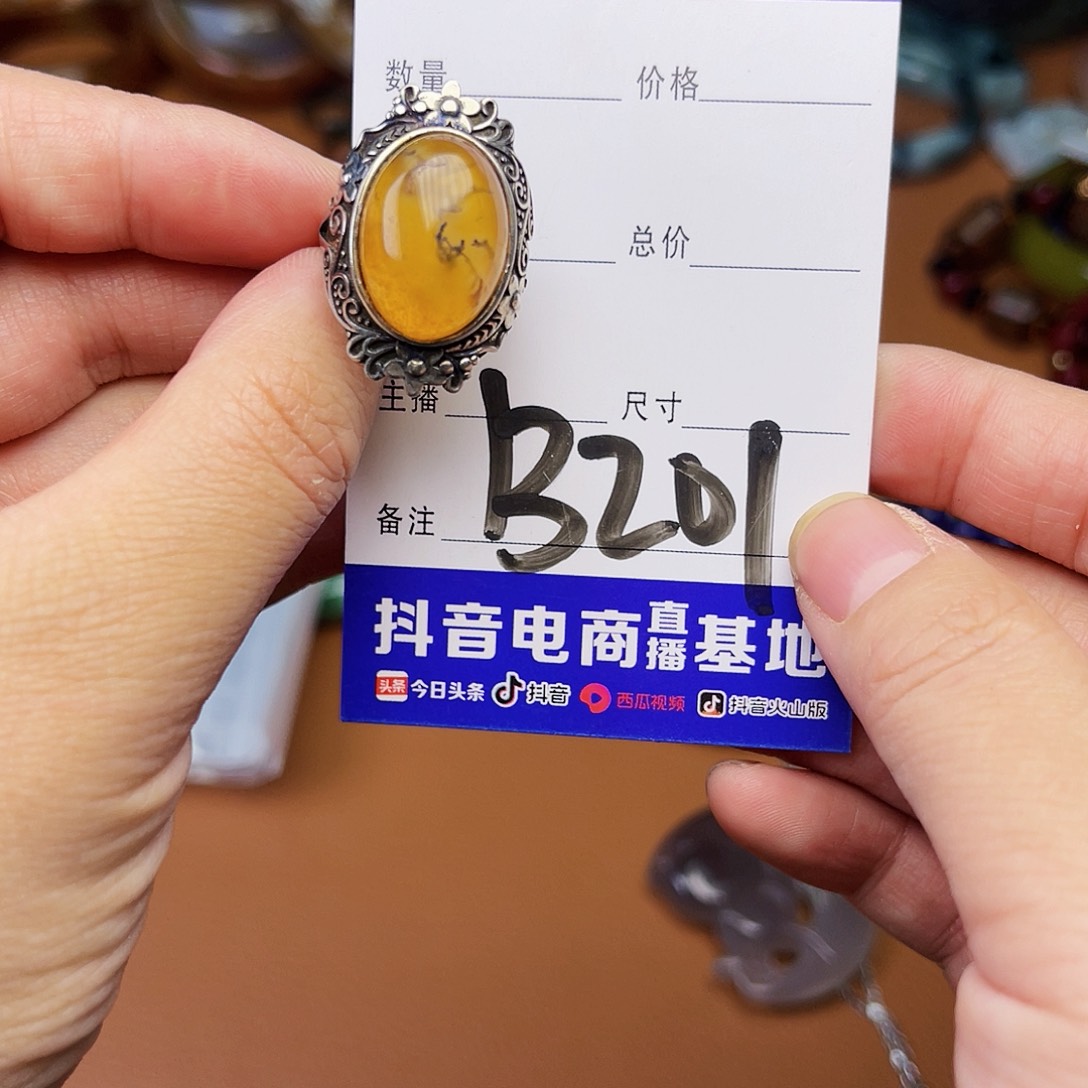 数量 价格
总价
主播 尺寸
备注 B201
抖音电商直播基地
头条 今日头条 抖音 西瓜视频 抖音火山版